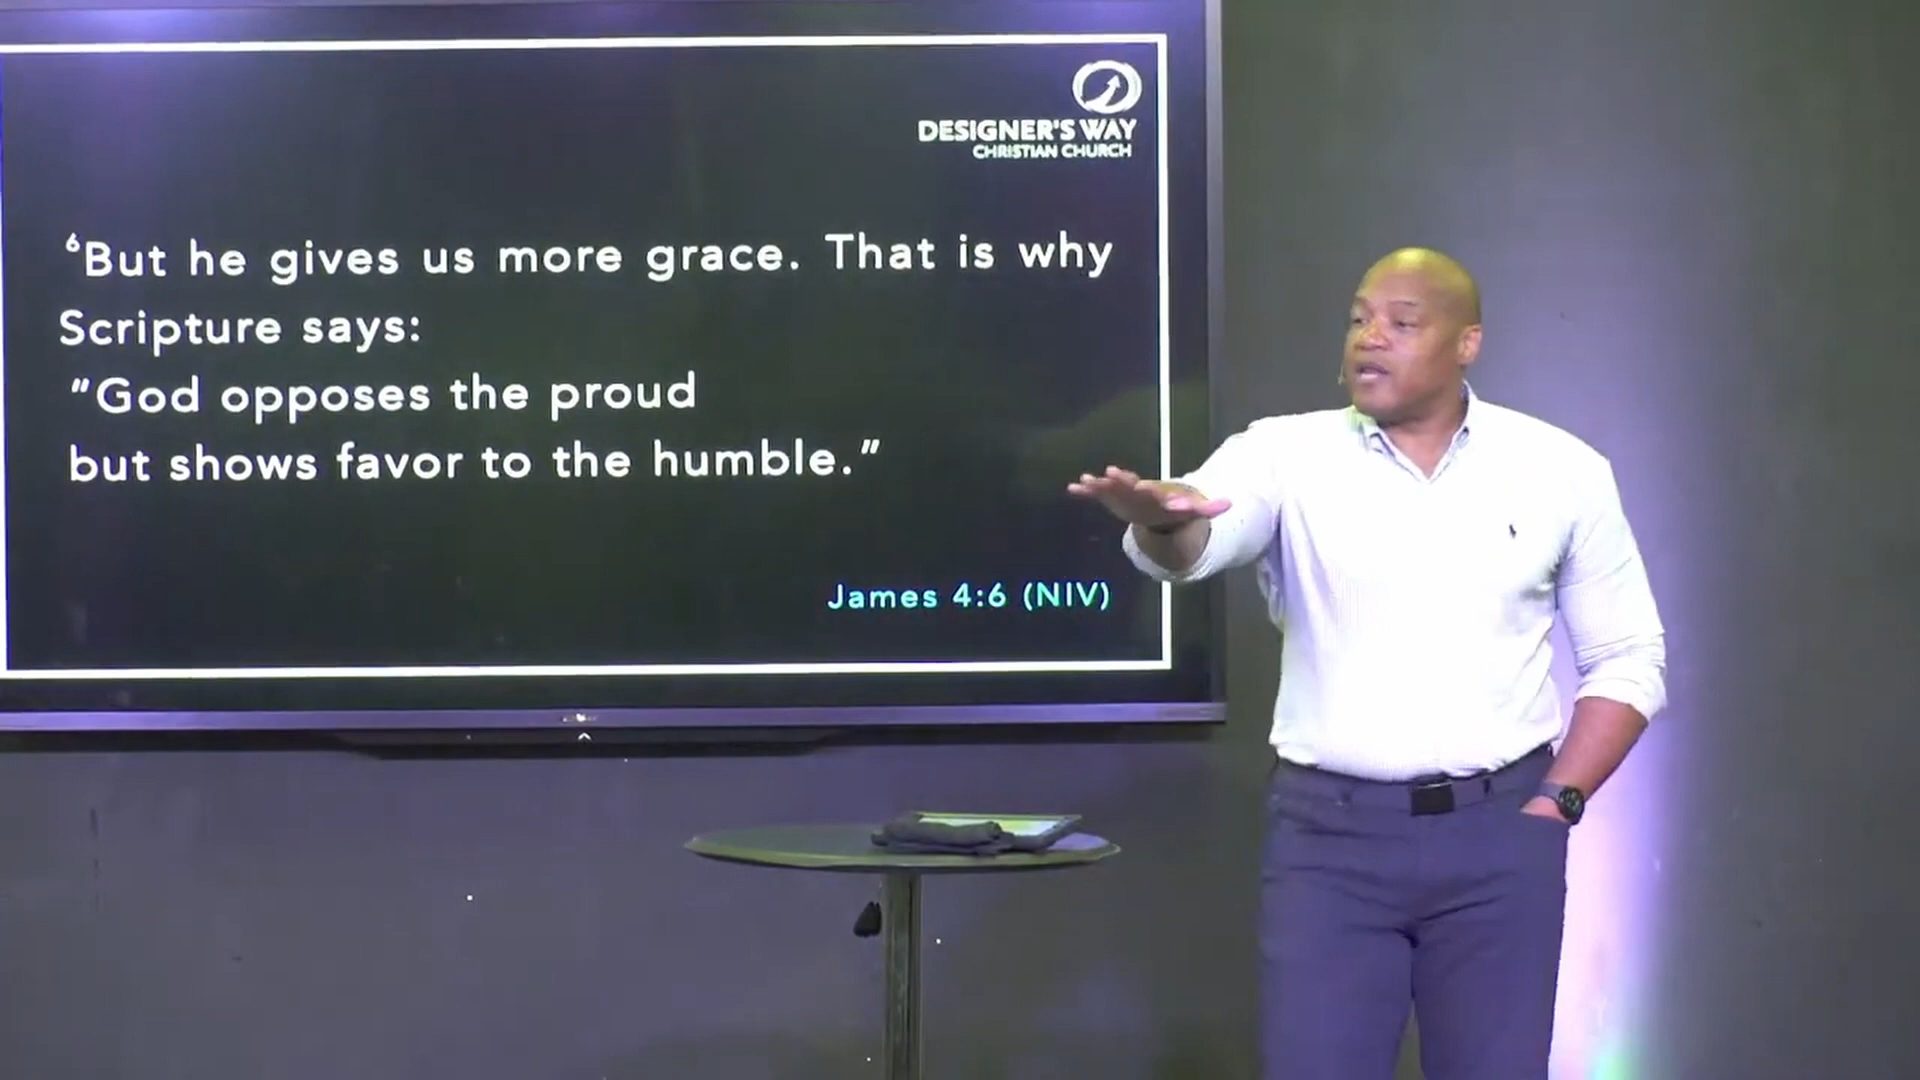 DESIGNER'S WAY
CHRISTIAN CHURCH
⁶But he gives us more grace. That is why
Scripture says:
"God opposes the proud
but shows favor to the humble."
James 4:6 (NIV)